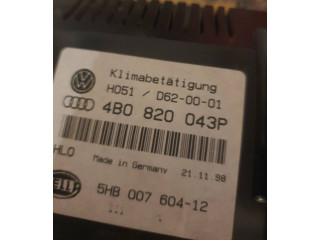 Klimabetätigung
H051 / D62-00-01
4B0 820 043P
HLO Made in Germany 21.11.98
5HB 007 604-12